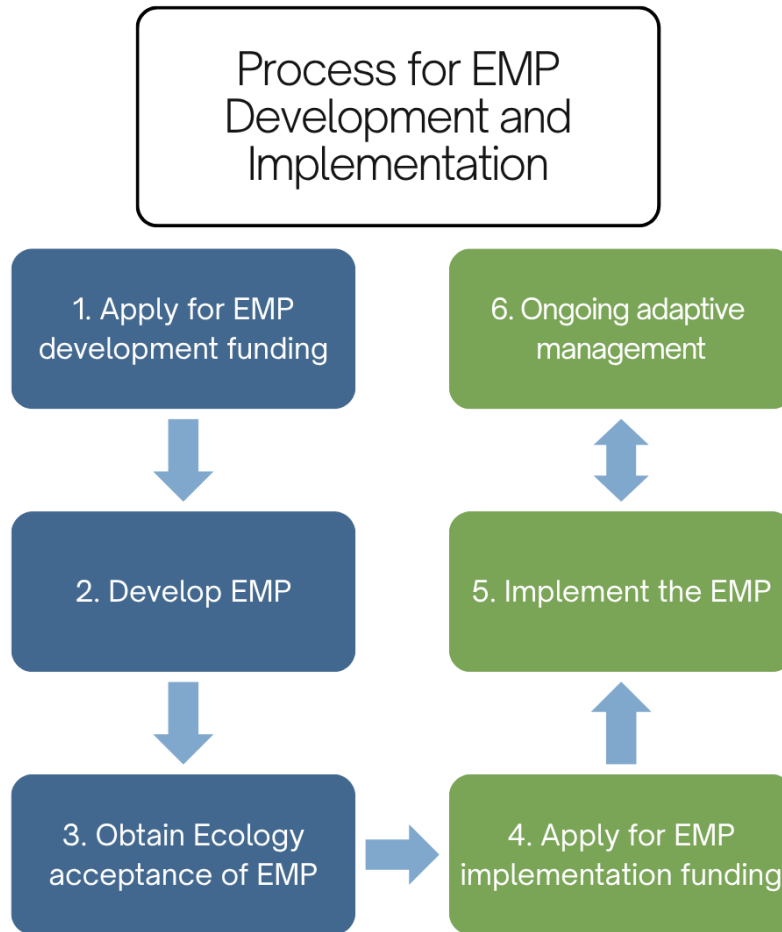 Process for EMP
Development and
Implementation
1. Apply for EMP
development funding
2. Develop EMP
3. Obtain Ecology
acceptance of EMP
4. Apply for EMP
implementation funding
5. Implement the EMP
6. Ongoing adaptive
management